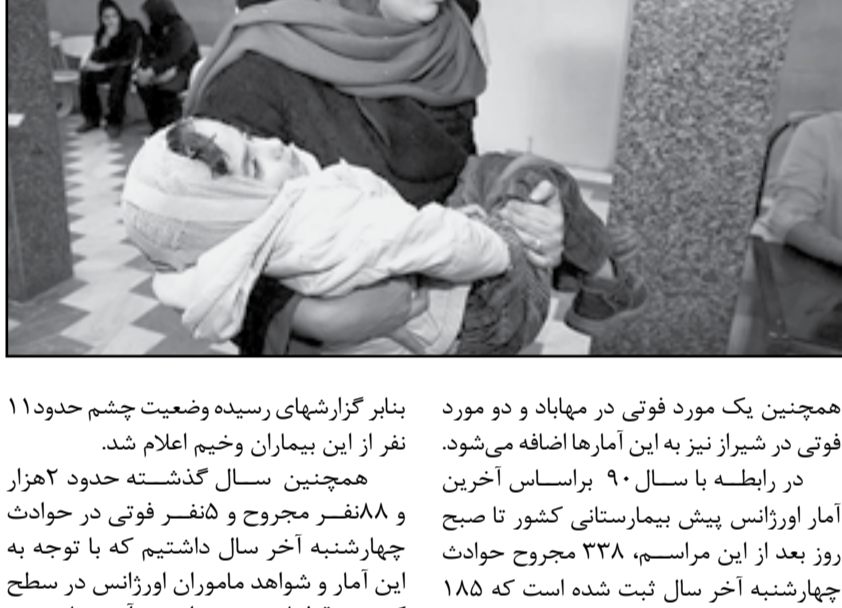 همچنین یک مورد فوتی در مهاباد و دو مورد
فوتی در شیراز نیز به این آمارها اضافه می‌شود.
در رابطه با سال۹۰ براساس آخرین
آمار اورژانس پیش بیمارستانی کشور تا صبح
روز بعد از این مراسم، ۳۳۸ مجروح حوادث
چهارشنبه آخر سال ثبت شده است که ۱۸۵
بنابر گزارشهای رسیده وضعیت چشم حدود۱۱
نفر از این بیماران وخیم اعلام شد.
همچنین سال گذشته حدود ۲هزار
و ۸۸نفر مجروح و ۵نفر فوتی در حوادث
چهارشنبه آخر سال داشتیم که با توجه به
این آمار و شواهد ماموران اورژانس در سطح